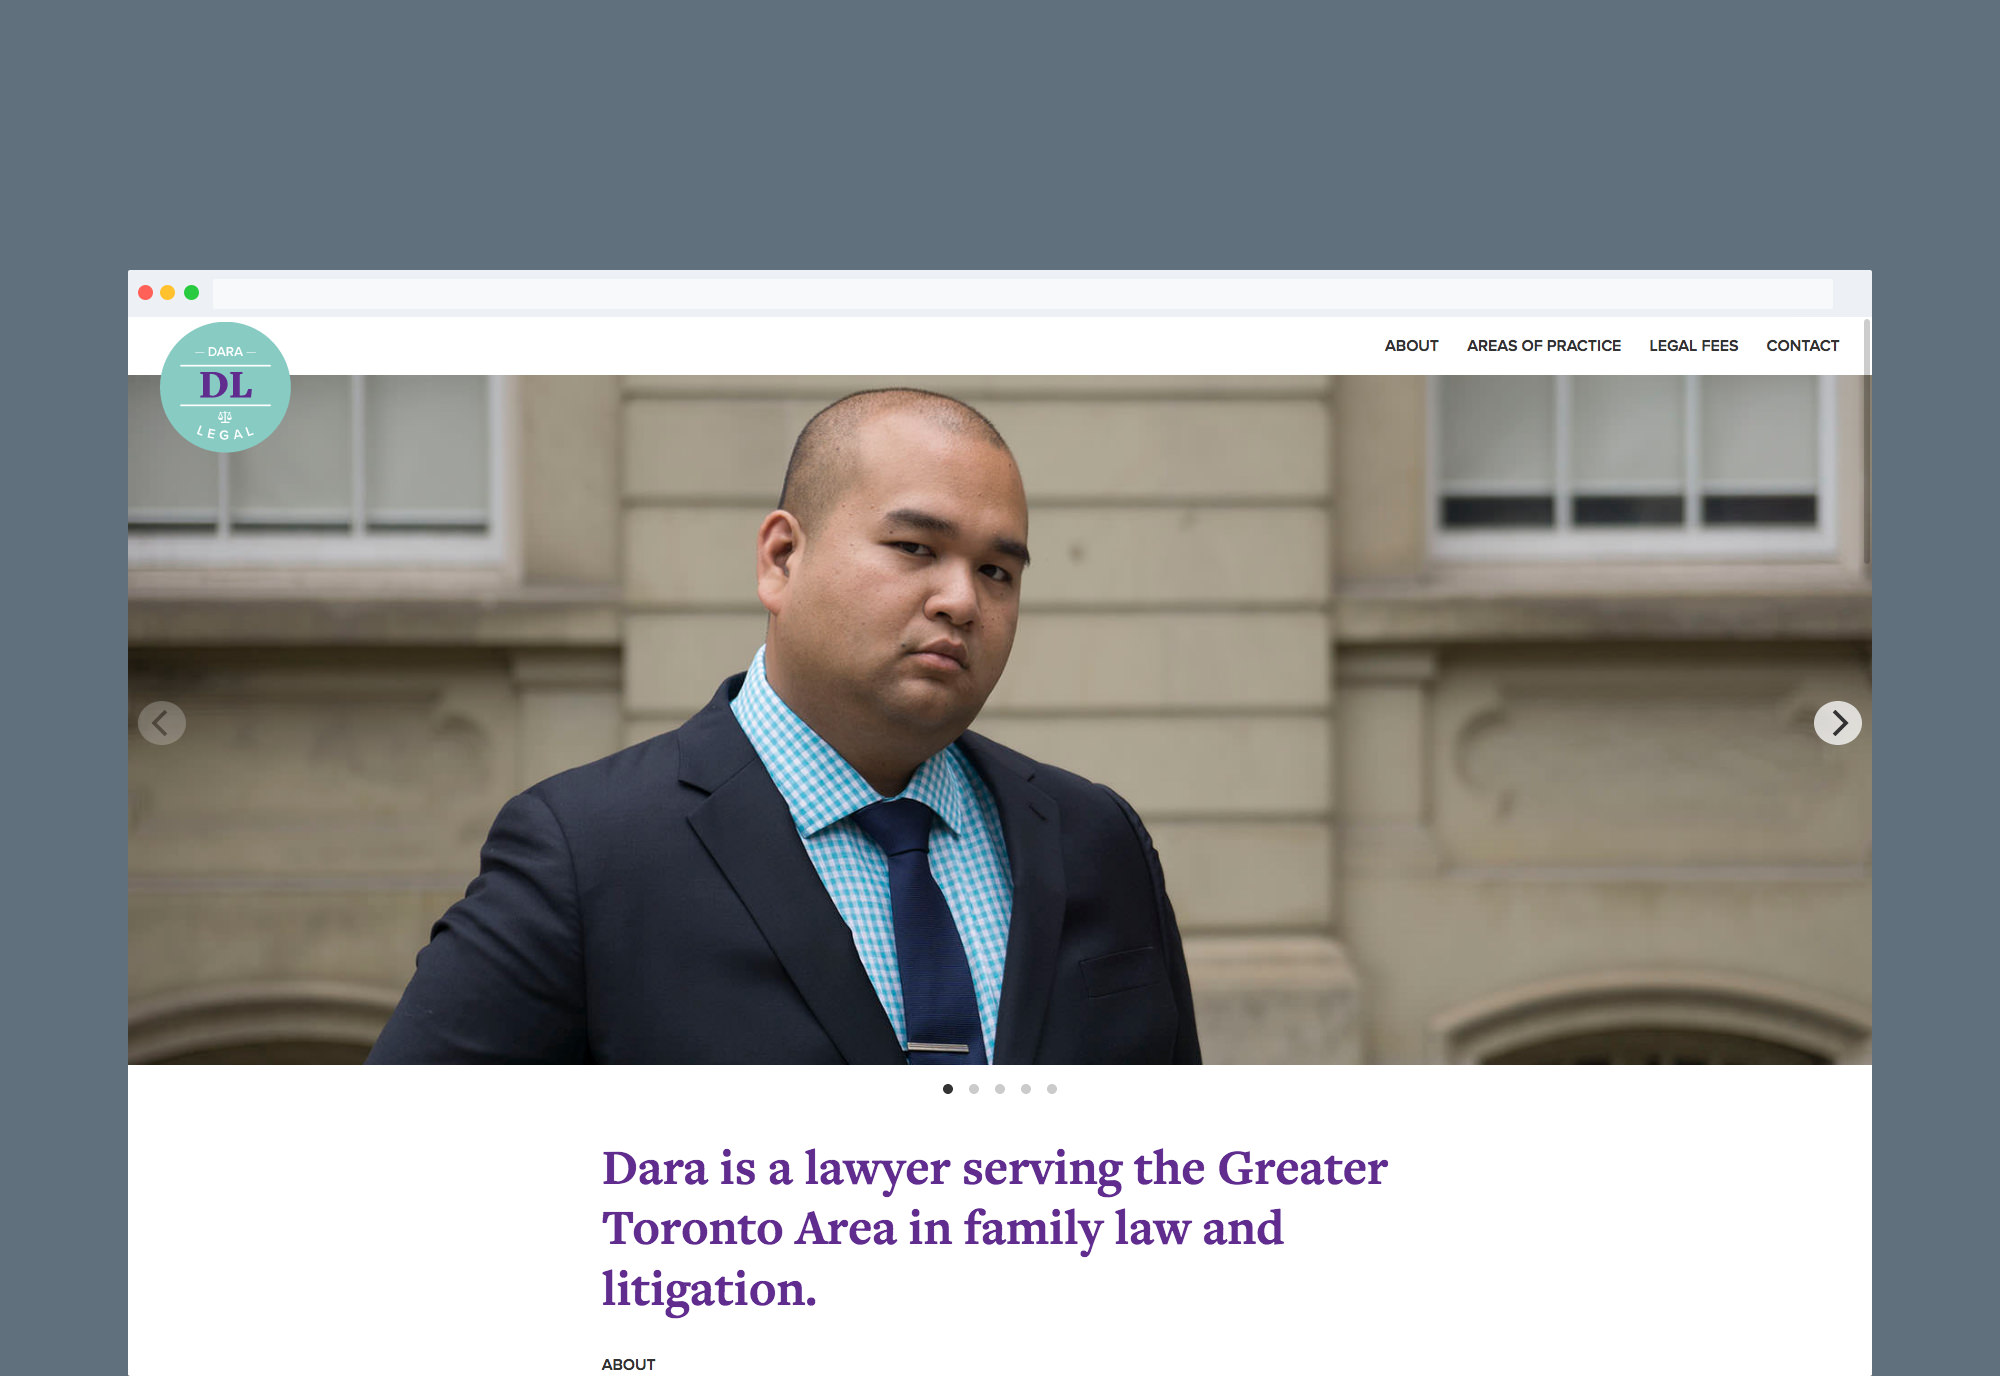 DARA
DL
LEGAL
ABOUT AREAS OF PRACTICE LEGAL FEES CONTACT
Dara is a lawyer serving the Greater
Toronto Area in family law and
litigation.
ABOUT